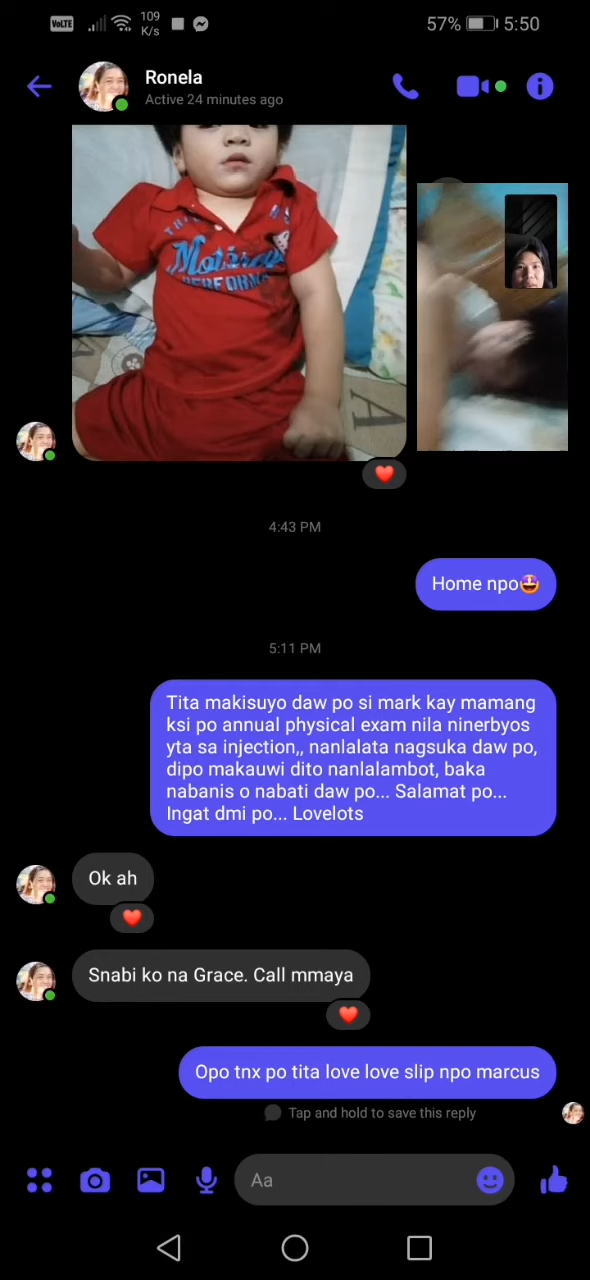 VoLTE 109 K/s 57% 5:50
Ronela
Active 24 minutes ago
4:43 PM
Home npo🤩
5:11 PM
Tita makisuyo daw po si mark kay mamang
ksi po annual physical exam nila ninerbyos
yta sa injection,, nanlalata nagsuka daw po,
dipo makauwi dito nanlalambot, baka
nabanis o nabati daw po... Salamat po...
Ingat dmi po... Lovelots
Ok ah
Snabi ko na Grace. Call mmaya
Opo tnx po tita love love slip npo marcus
Tap and hold to save this reply
Aa